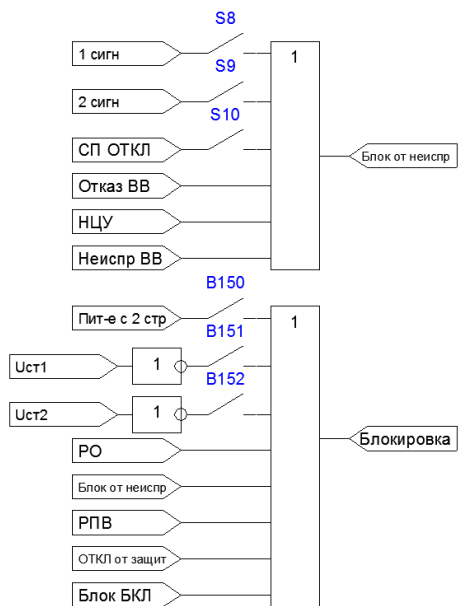 S8
1 сигн
1
S9
2 сигн
S10
СП ОТКЛ
Блок от неиспр
Отказ ВВ
НЦУ
Неиспр ВВ
B150
Пит-е с 2 стр
1
B151
Uст1
1
B152
Uст2
1
Блокировка
РО
Блок от неиспр
РПВ
ОТКЛ от защит
Блок БКЛ